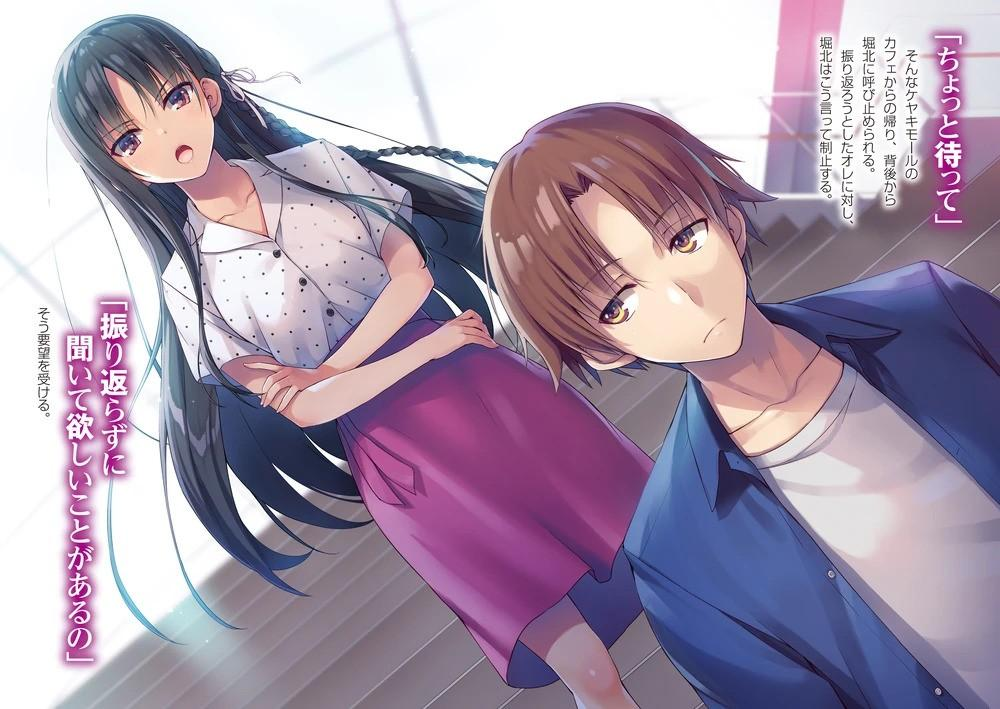 「ちょっと待って」
そんなケヤキモールの
カフェからの帰り、背後から
堀北に呼び止められる。
振り返ろうとしたオレに対し、
堀北はこう言って制止する。
「振り返らずに
聞いて欲しいことがあるの」
そう要望を受ける。